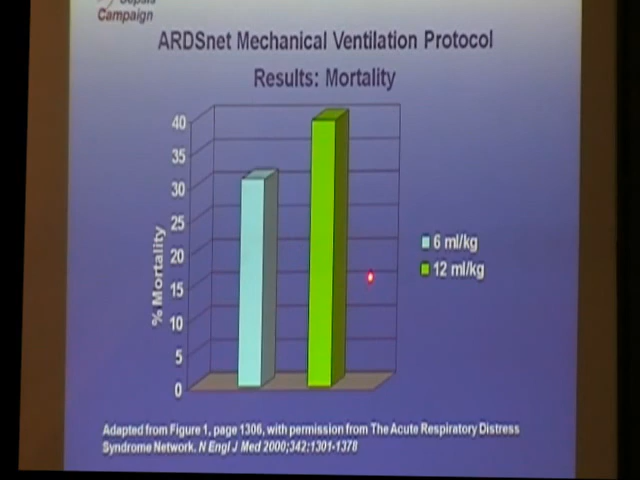 Sepsis
Campaign
ARDSnet Mechanical Ventilation Protocol
Results: Mortality
40
35
30
25
20
15
10
5
0
% Mortality
6 ml/kg
12 ml/kg
Adapted from Figure 1, page 1306, with permission from The Acute Respiratory Distress
Syndrome Network. N Engl J Med 2000;342:1301-1378